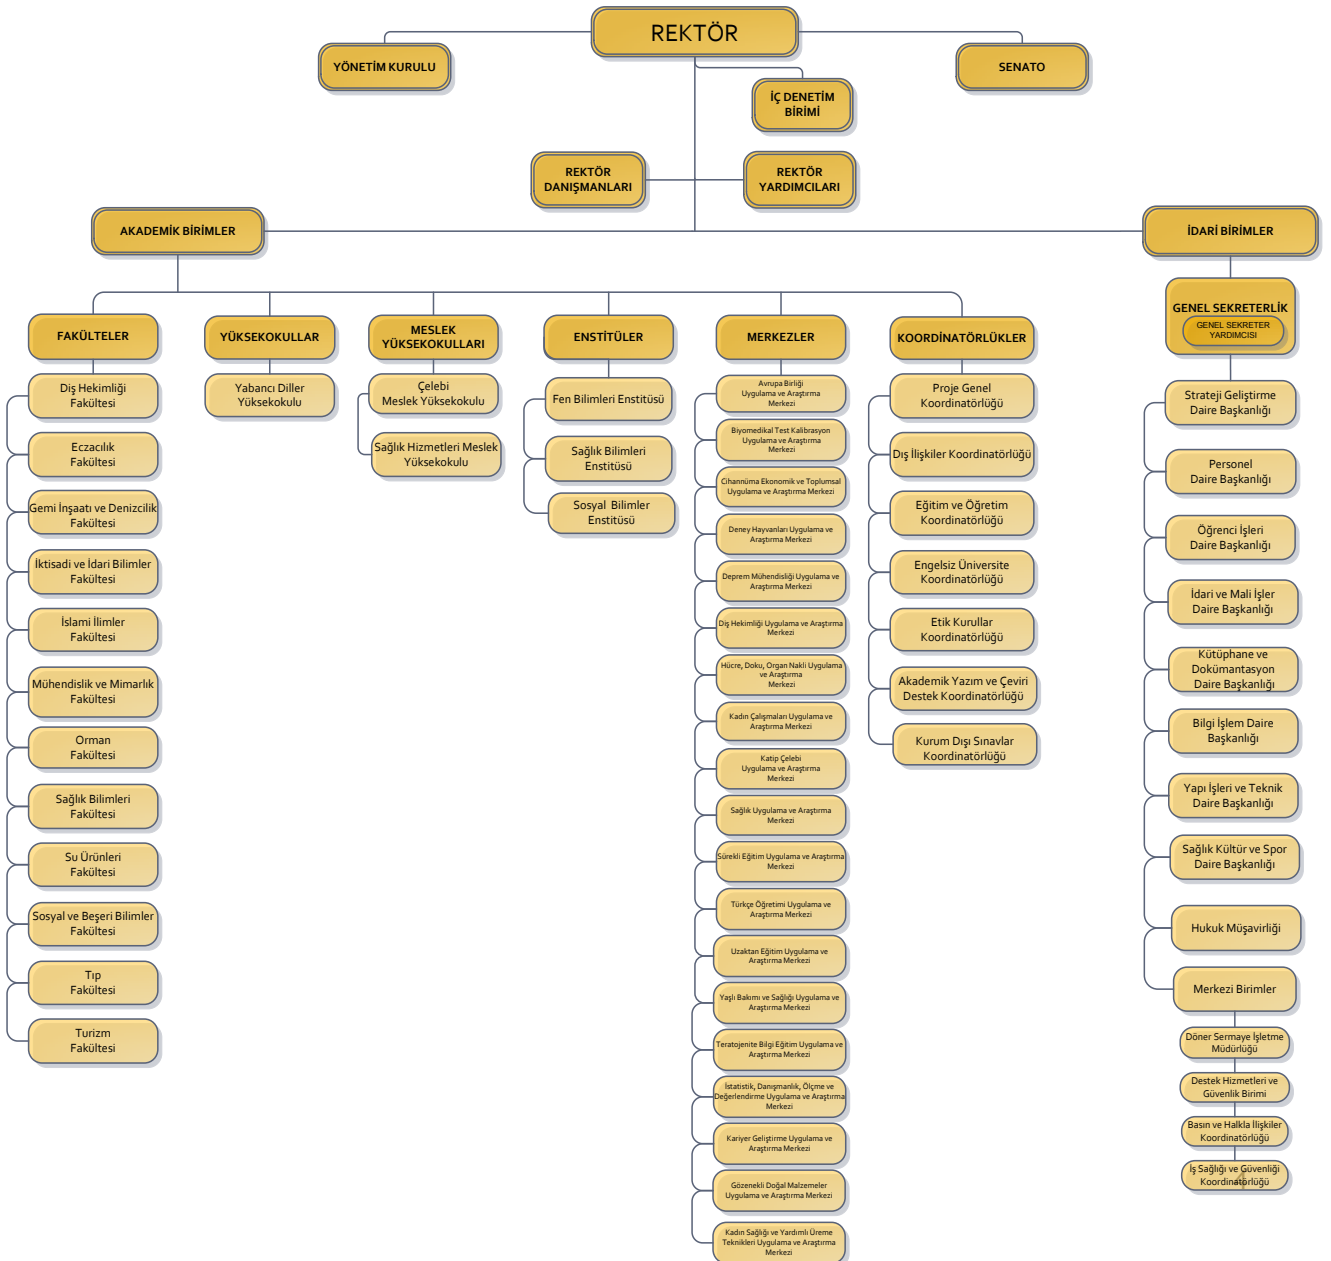 REKTÖR
YÖNETİM KURULU
SENATO
İÇ DENETİM
BİRİMİ
REKTÖR
DANIŞMANLARI
REKTÖR
YARDIMCILARI
AKADEMİK BİRİMLER
İDARİ BİRİMLER
FAKÜLTELER
Diş Hekimliği
Fakültesi
Eczacılık
Fakültesi
Gemi İnşaatı ve Denizcilik
Fakültesi
İktisadi ve İdari Bilimler
Fakültesi
İslami İlimler
Fakültesi
Mühendislik ve Mimarlık
Fakültesi
Orman
Fakültesi
Sağlık Bilimleri
Fakültesi
Su Ürünleri
Fakültesi
Sosyal ve Beşeri Bilimler
Fakültesi
Tıp
Fakültesi
Turizm
Fakültesi
YÜKSEKOKULLAR
Yabancı Diller
Yüksekokulu
MESLEK
YÜKSEKOKULLARI
Çelebi
Meslek Yüksekokulu
Sağlık Hizmetleri Meslek
Yüksekokulu
ENSTİTÜLER
Fen Bilimleri Enstitüsü
Sağlık Bilimleri
Enstitüsü
Sosyal Bilimler
Enstitüsü
MERKEZLER
Avrupa Birliği
Uygulama ve Araştırma
Merkezi
Biyomedikal Test Kalibrasyon
Uygulama ve Araştırma
Merkezi
Cihannüma Ekonomik ve Toplumsal
Uygulama ve Araştırma Merkezi
Deney Hayvanları Uygulama ve
Araştırma Merkezi
Deprem Mühendisliği Uygulama ve
Araştırma Merkezi
Diş Hekimliği Uygulama ve Araştırma
Merkezi
Hücre, Doku, Organ Nakli Uygulama
ve Araştırma
Merkezi
Kadın Çalışmaları Uygulama ve
Araştırma Merkezi
Katip Çelebi
Uygulama ve Araştırma
Merkezi
Sağlık Uygulama ve Araştırma
Merkezi
Sürekli Eğitim Uygulama ve Araştırma
Merkezi
Türkçe Öğretimi Uygulama ve
Araştırma Merkezi
Uzaktan Eğitim Uygulama ve
Araştırma Merkezi
Yaşlı Bakımı ve Sağlığı Uygulama ve
Araştırma Merkezi
Teratojenite Bilgi Eğitim Uygulama ve
Araştırma Merkezi
İstatistik, Danışmanlık, Ölçme ve
Değerlendirme Uygulama ve Araştırma
Merkezi
Kariyer Geliştirme Uygulama ve
Araştırma Merkezi
Gözenekli Doğal Malzemeler
Uygulama ve Araştırma Merkezi
Kadın Sağlığı ve Yardımlı Üreme
Teknikleri Uygulama ve Araştırma
Merkezi
KOORDİNATÖRLÜKLER
Proje Genel
Koordinatörlüğü
Dış İlişkiler Koordinatörlüğü
Eğitim ve Öğretim
Koordinatörlüğü
Engelsiz Üniversite
Koordinatörlüğü
Etik Kurullar
Koordinatörlüğü
Akademik Yazım ve Çeviri
Destek Koordinatörlüğü
Kurum Dışı Sınavlar
Koordinatörlüğü
GENEL SEKRETERLİK
GENEL SEKRETER
YARDIMCISI
Strateji Geliştirme
Daire Başkanlığı
Personel
Daire Başkanlığı
Öğrenci İşleri
Daire Başkanlığı
İdari ve Mali İşler
Daire Başkanlığı
Kütüphane ve
Dokümantasyon
Daire Başkanlığı
Bilgi İşlem Daire
Başkanlığı
Yapı İşleri ve Teknik
Daire Başkanlığı
Sağlık Kültür ve Spor
Daire Başkanlığı
Hukuk Müşavirliği
Merkezi Birimler
Döner Sermaye İşletme
Müdürlüğü
Destek Hizmetleri ve
Güvenlik Birimi
Basın ve Halkla İlişkiler
Koordinatörlüğü
İş Sağlığı ve Güvenliği
Koordinatörlüğü
4